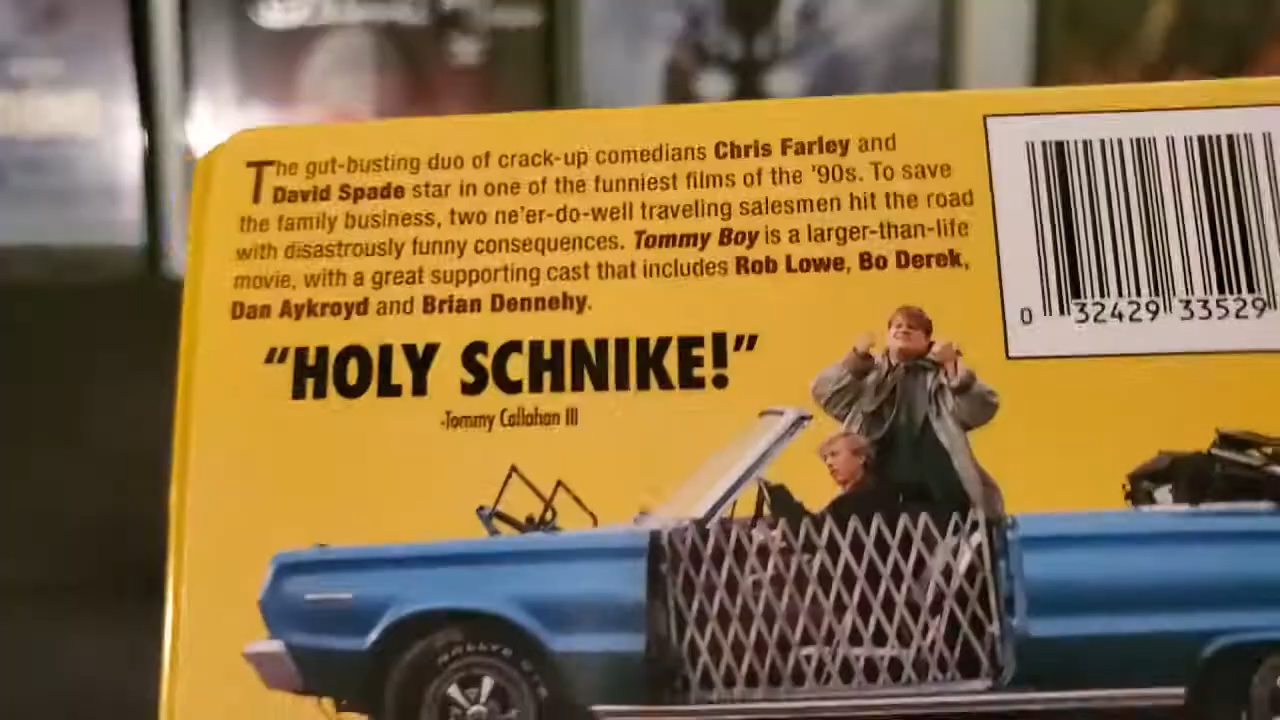 The gut-busting duo of crack-up comedians Chris Farley and
David Spade star in one of the funniest films of the '90s. To save
the family business, two ne'er-do-well traveling salesmen hit the road
with disastrously funny consequences. Tommy Boy is a larger-than-life
movie, with a great supporting cast that includes Rob Lowe, Bo Derek,
Dan Aykroyd and Brian Dennehy.
0 32429 33529
"HOLY SCHNIKE!"
-Tommy Callahan III